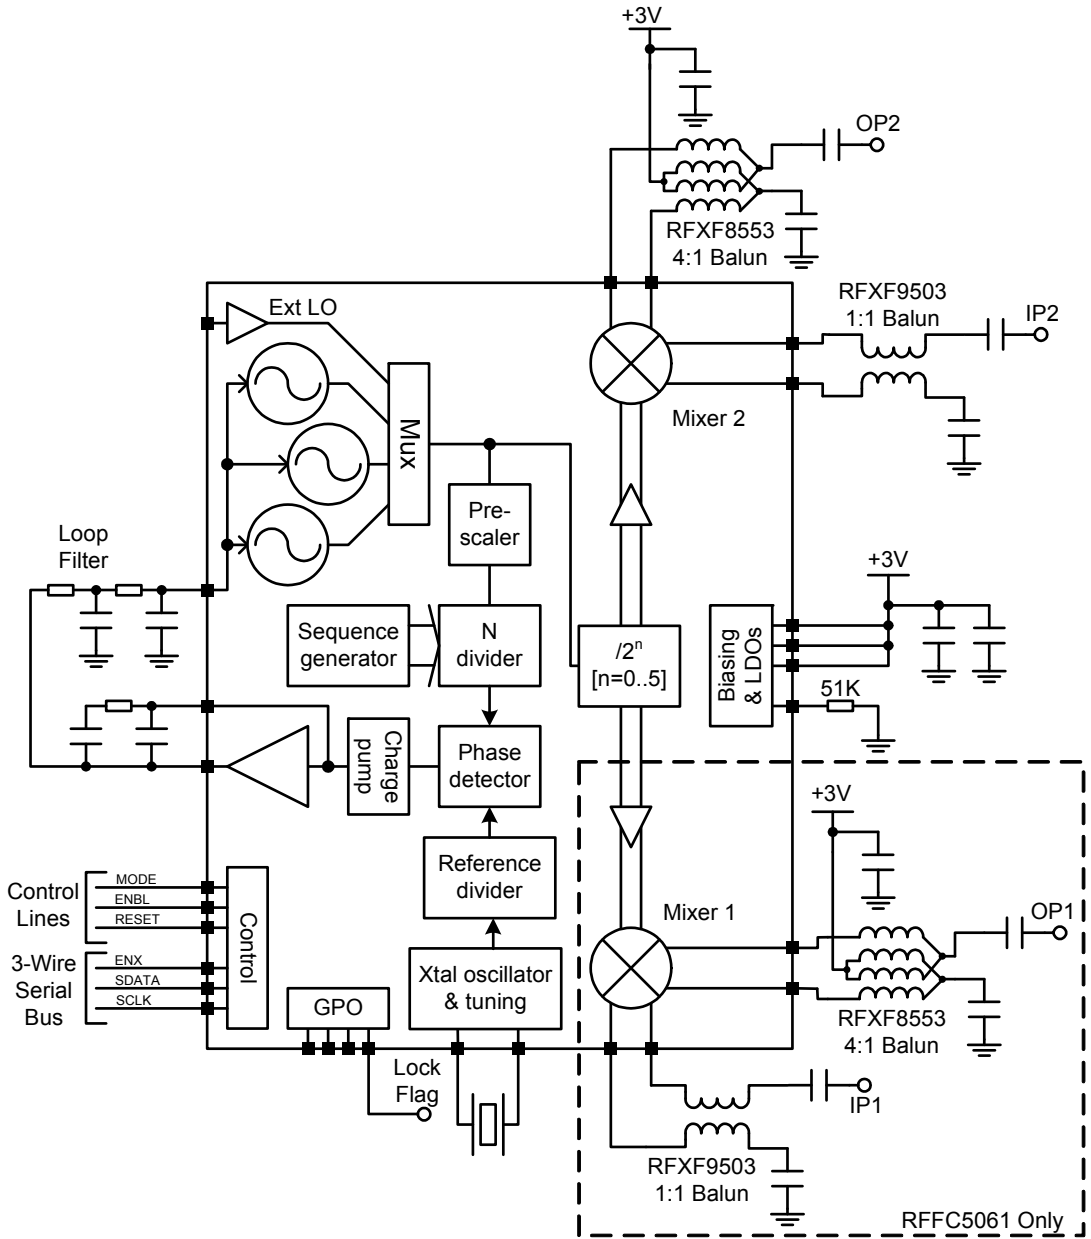 +3V
OP2
RFXF8553
4:1 Balun
Ext LO
RFXF9503
1:1 Balun
IP2
Mux
Mixer 2
Pre-
scaler
Loop
Filter
+3V
Sequence
generator
N
divider
/2ⁿ
[n=0..5]
Biasing
& LDOs
51K
Charge
pump
Phase
detector
+3V
Reference
divider
Mixer 1
OP1
Control
Lines
MODE
ENBL
RESET
3-Wire
Serial
Bus
ENX
SDATA
SCLK
Control
Xtal oscillator
& tuning
GPO
RFXF8553
4:1 Balun
Lock
Flag
IP1
RFXF9503
1:1 Balun
RFFC5061 Only